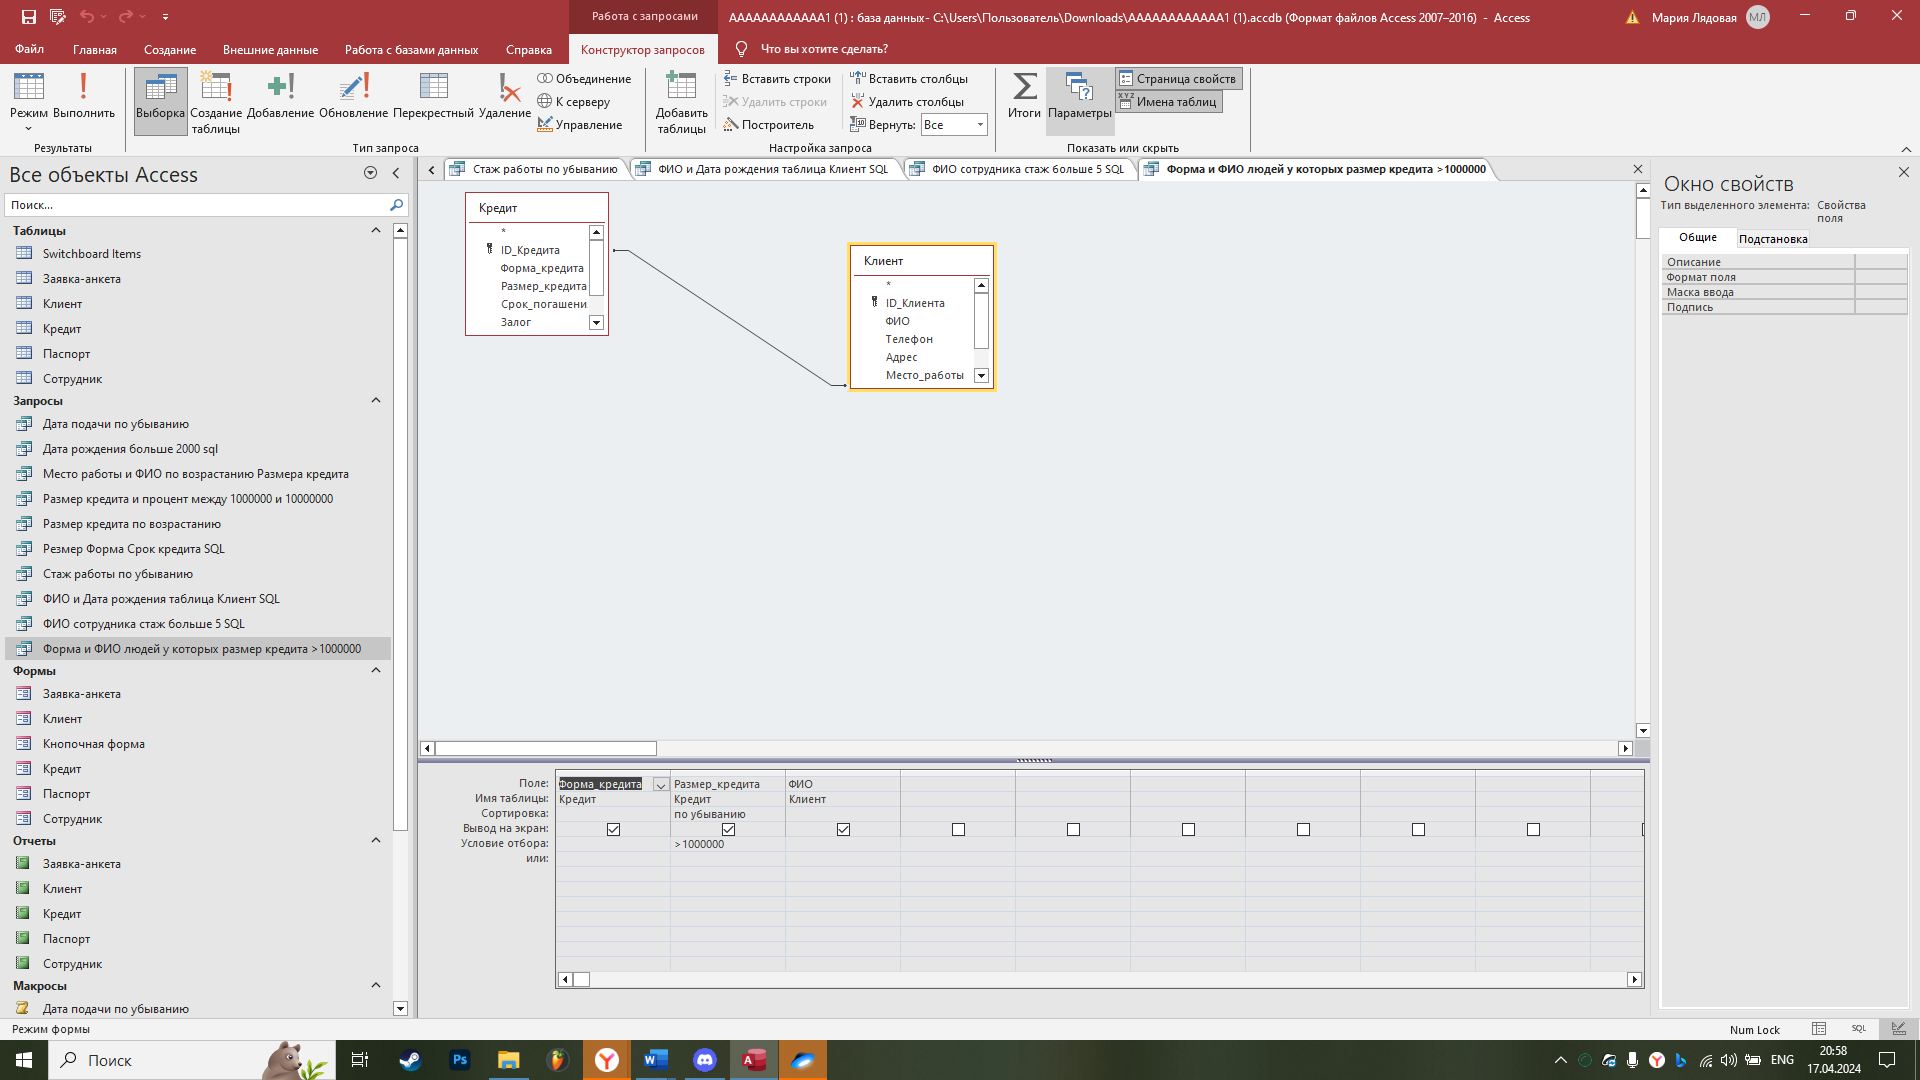 Работа с запросами
AAAAAAAAAAAA1 (1) : база данных- C:\Users\Пользователь\Downloads\AAAAAAAAAAAA1 (1).accdb (Формат файлов Access 2007–2016) - Access
Мария Лядовая
МЛ
Файл
Главная
Создание
Внешние данные
Работа с базами данных
Справка
Конструктор запросов
Что вы хотите сделать?
Режим
Выполнить
Результаты
Выборка
Создание таблицы
Добавление
Обновление
Перекрестный
Удаление
Объединение
К серверу
Управление
Тип запроса
Добавить таблицы
Вставить строки
Удалить строки
Построитель
Вставить столбцы
Удалить столбцы
Вернуть: Все
Настройка запроса
Итоги
Параметры
Страница свойств
XYZ Имена таблиц
Показать или скрыть
Все объекты Access
Поиск...
Таблицы
Switchboard Items
Заявка-анкета
Клиент
Кредит
Паспорт
Сотрудник
Запросы
Дата подачи по убыванию
Дата рождения больше 2000 sql
Место работы и ФИО по возрастанию Размера кредита
Размер кредита и процент между 1000000 и 10000000
Размер кредита по возрастанию
Резмер Форма Срок кредита SQL
Стаж работы по убыванию
ФИО и Дата рождения таблица Клиент SQL
ФИО сотрудника стаж больше 5 SQL
Форма и ФИО людей у которых размер кредита >1000000
Формы
Заявка-анкета
Клиент
Кнопочная форма
Кредит
Паспорт
Сотрудник
Отчеты
Заявка-анкета
Клиент
Кредит
Паспорт
Сотрудник
Макросы
Дата подачи по убыванию
Стаж работы по убыванию
ФИО и Дата рождения таблица Клиент SQL
ФИО сотрудника стаж больше 5 SQL
Форма и ФИО людей у которых размер кредита >1000000
Кредит
*
ID_Кредита
Форма_кредита
Размер_кредита
Срок_погашени
Залог
Клиент
*
ID_Клиента
ФИО
Телефон
Адрес
Место_работы
Поле: Форма_кредита Размер_кредита ФИО
Имя таблицы: Кредит Кредит Клиент
Сортировка: по убыванию
Вывод на экран:
Условие отбора: >1000000
или:
Окно свойств
Тип выделенного элемента: Свойства поля
Общие
Подстановка
Описание
Формат поля
Маска ввода
Подпись
Режим формы
Num Lock
SQL
Поиск
ENG
20:58
17.04.2024